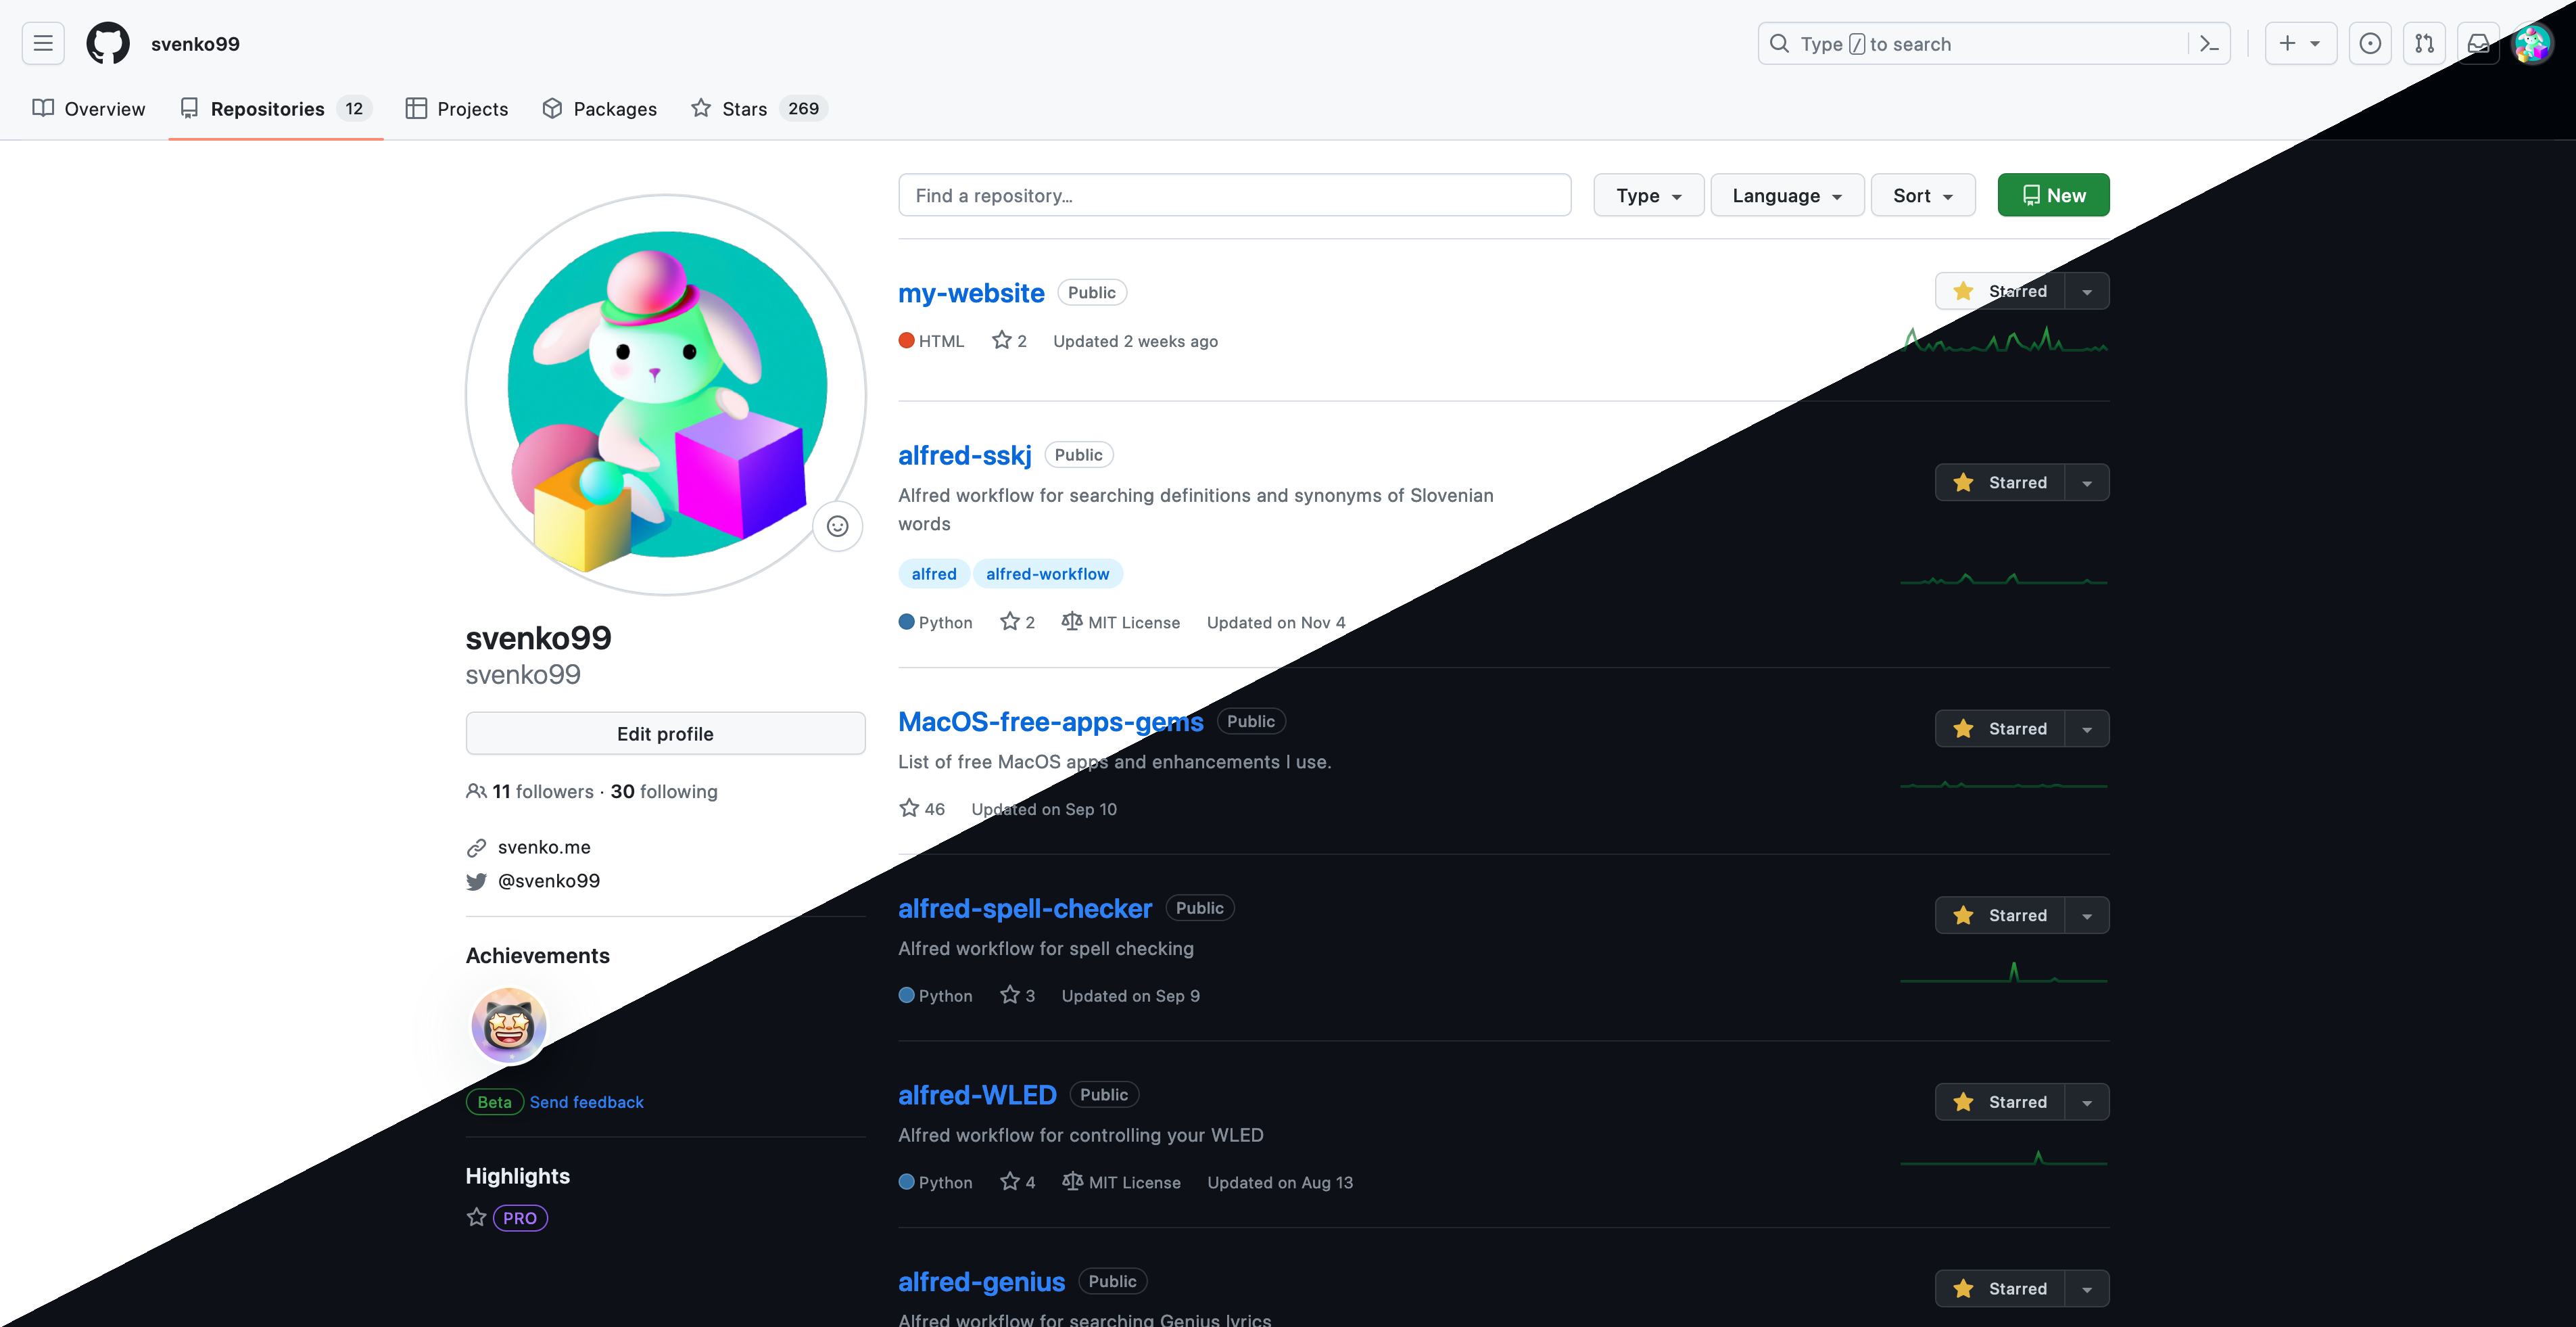 svenko99
Type / to search
Overview Repositories 12 Projects Packages Stars 269
Find a repository…
Type Language Sort New
my-website Public
Starred
HTML 2 Updated 2 weeks ago
alfred-sskj Public
Starred
Alfred workflow for searching definitions and synonyms of Slovenian
words
alfred alfred-workflow
Python 2 MIT License Updated on Nov 4
svenko99
svenko99
Edit profile
11 followers · 30 following
svenko.me
@svenko99
Achievements
Beta Send feedback
Highlights
PRO
MacOS-free-apps-gems Public
Starred
List of free MacOS apps and enhancements I use.
46 Updated on Sep 10
alfred-spell-checker Public
Starred
Alfred workflow for spell checking
Python 3 Updated on Sep 9
alfred-WLED Public
Starred
Alfred workflow for controlling your WLED
Python 4 MIT License Updated on Aug 13
alfred-genius Public
Starred
Alfred workflow for searching Genius lyrics